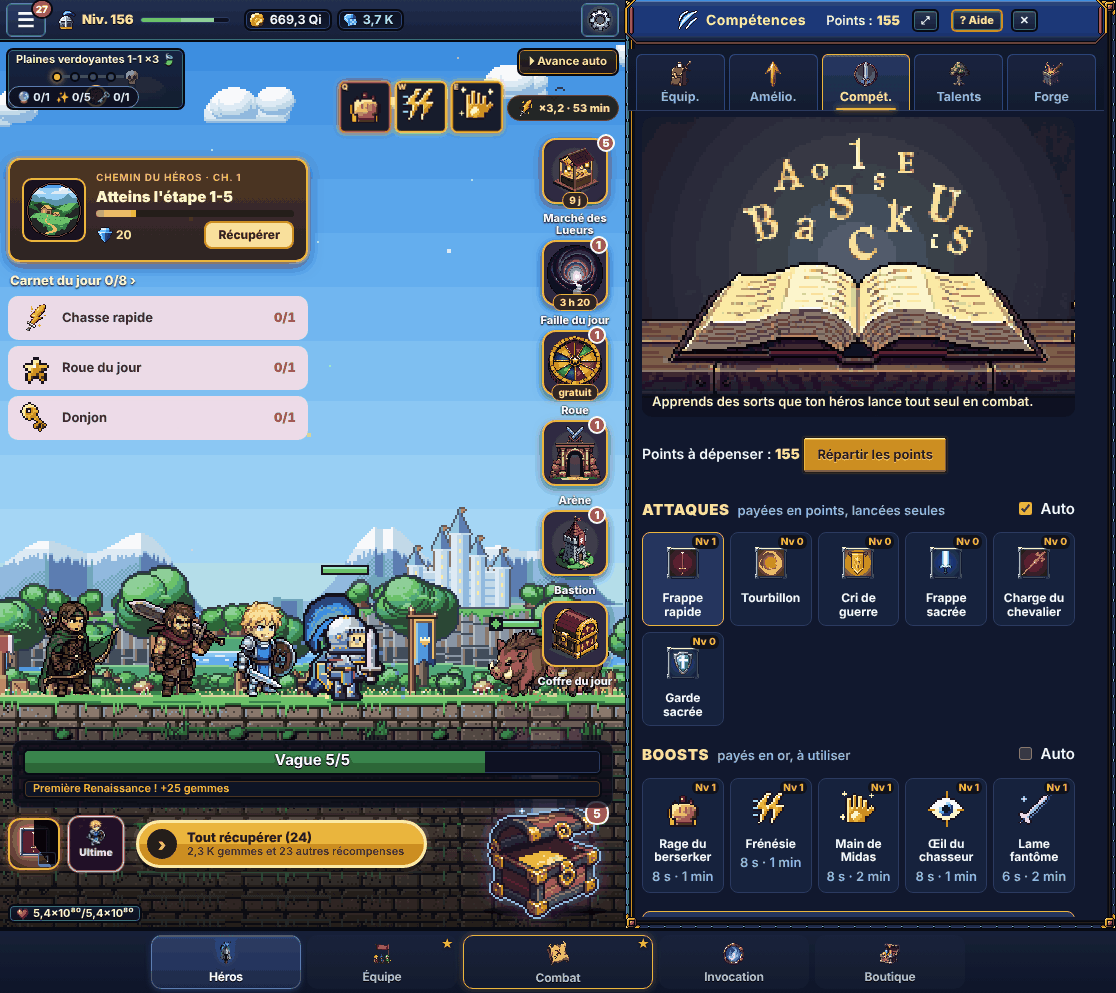 27
Niv. 156
669,3 Qi
3,7 K
Plaines verdoyantes 1-1 ×3
0/1
0/5
0/1
Avance auto
Q
W
E
×3,2 · 53 min
CHEMIN DU HÉROS · CH. 1
Atteins l'étape 1-5
20
Récupérer
Carnet du jour 0/8 ›
Chasse rapide
0/1
Roue du jour
0/1
Donjon
0/1
5
9 j
Marché des
Lueurs
1
3 h 20
Faille du jour
1
gratuit
Roue
1
Arène
1
Bastion
Coffre du jour
Vague 5/5
Première Renaissance ! +25 gemmes
Ultime
Tout récupérer (24)
2,3 K gemmes et 23 autres récompenses
5
5,4×10⁸⁰/5,4×10⁸⁰
Compétences
Points : 155
? Aide
Équip.
Amélio.
Compét.
Talents
Forge
A o 1 s E
B a S C k U i S
Apprends des sorts que ton héros lance tout seul en combat.
Points à dépenser : 155
Répartir les points
ATTAQUES payées en points, lancées seules
Auto
Nv 1
Frappe
rapide
Nv 0
Tourbillon
Nv 0
Cri de
guerre
Nv 0
Frappe
sacrée
Nv 0
Charge du
chevalier
Nv 0
Garde
sacrée
BOOSTS payés en or, à utiliser
Auto
Nv 1
Rage du
berserker
8 s · 1 min
Nv 1
Frénésie
8 s · 1 min
Nv 1
Main de
Midas
8 s · 2 min
Nv 1
Œil du
chasseur
8 s · 1 min
Nv 1
Lame
fantôme
6 s · 2 min
Héros
Équipe
Combat
Invocation
Boutique